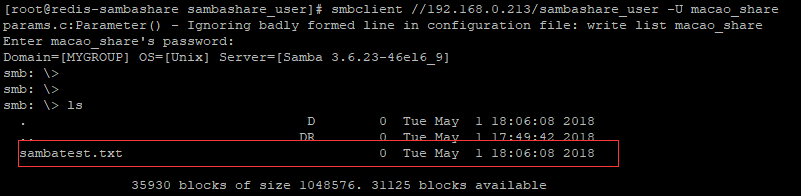 [root@redis-sambashare sambashare_user]# smbclient //192.168.0.213/sambashare_user -U macao_share
params.c:Parameter() - Ignoring badly formed line in configuration file: write list macao_share
Enter macao_share's password:
Domain=[MYGROUP] OS=[Unix] Server=[Samba 3.6.23-46el6_9]
smb: \>
smb: \>
smb: \> ls
. D 0 Tue May 1 18:06:08 2018
.. DR 0 Tue May 1 17:49:42 2018
sambatest.txt 0 Tue May 1 18:06:08 2018
35930 blocks of size 1048576. 31125 blocks available